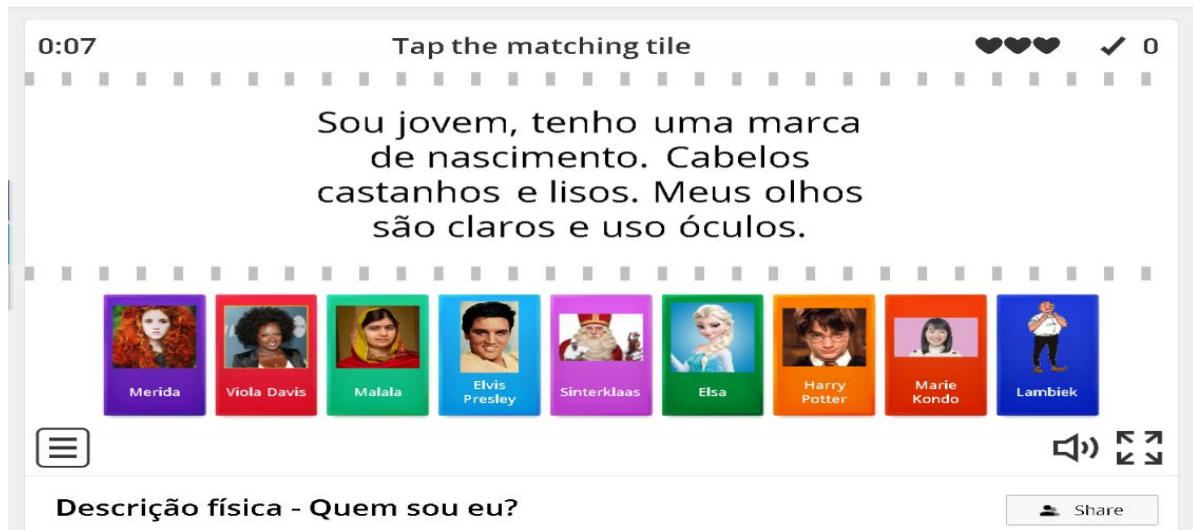 0:07
Tap the matching tile
0
Sou jovem, tenho uma marca
de nascimento. Cabelos
castanhos e lisos. Meus olhos
são claros e uso óculos.
Merida
Viola Davis
Malala
Elvis
Presley
Sinterklaas
Elsa
Harry
Potter
Marie
Kondo
Lambiek
Descrição física - Quem sou eu?
Share